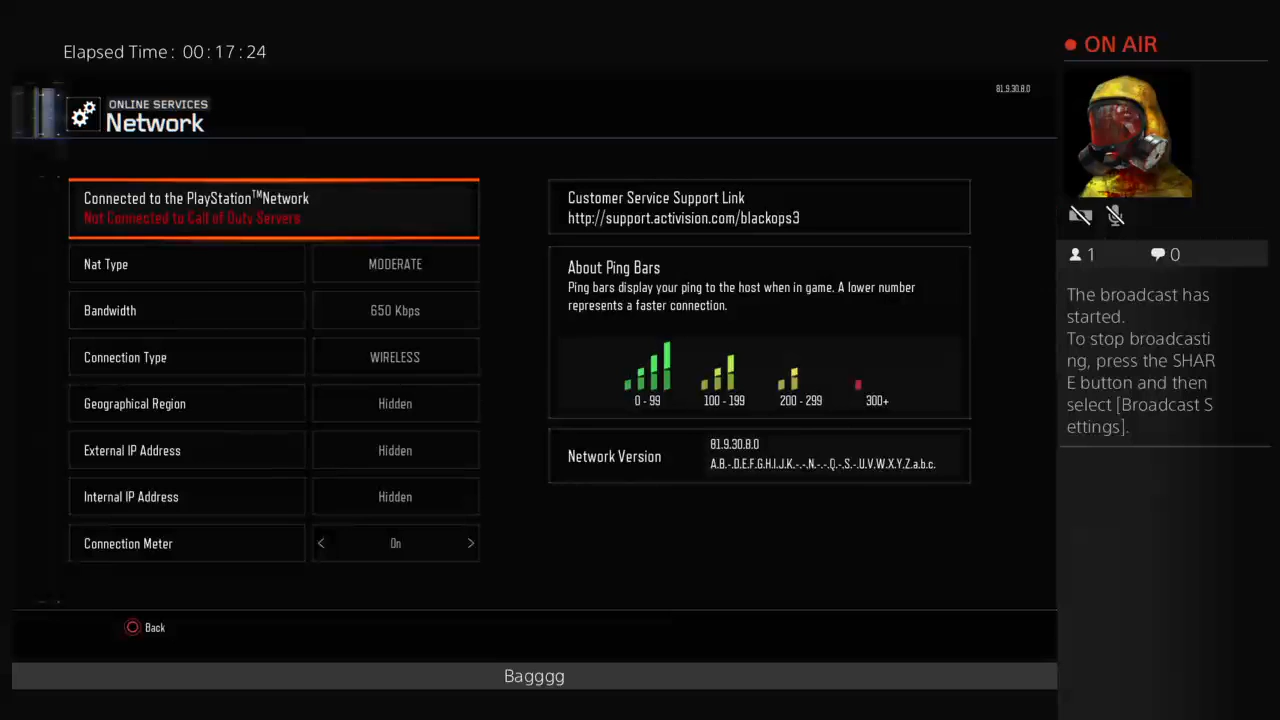 Elapsed Time: 00:17:24
ONLINE SERVICES
Network
81.9.30.8.0
Connected to the PlayStation™Network
Not Connected to Call of Duty Servers
Nat Type MODERATE
Bandwidth 650 Kbps
Connection Type WIRELESS
Geographical Region Hidden
External IP Address Hidden
Internal IP Address Hidden
Connection Meter < On >
Customer Service Support Link
http://support.activision.com/blackops3
About Ping Bars
Ping bars display your ping to the host when in game. A lower number
represents a faster connection.
0 - 99 100 - 199 200 - 299 300+
Network Version
81.9.30.8.0
A.B.-.D.E.F.G.H.I.J.K.-.-.N.-.-.Q.-.S.-.U.V.W.X.Y.Z.a.b.c.
Back
Bagggg
ON AIR
1 0
The broadcast has
started.
To stop broadcasti
ng, press the SHAR
E button and then
select [Broadcast S
ettings].